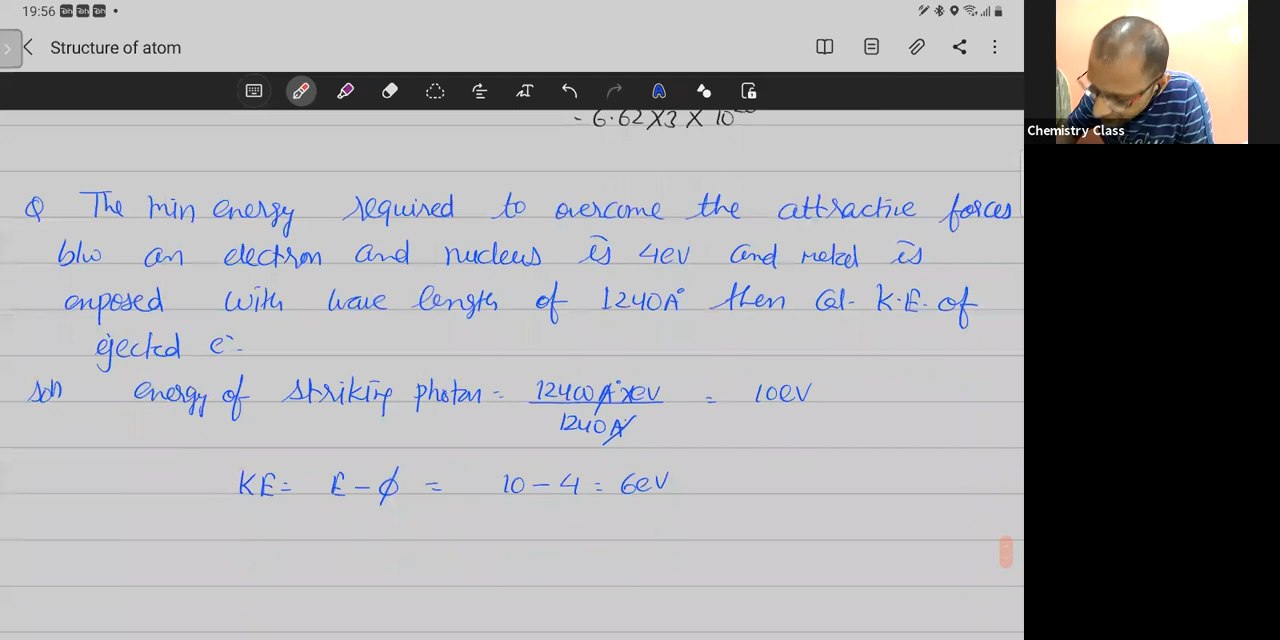 19:56
Structure of atom
Chemistry Class
- 6.62 X 3 X 10
Q The min energy required to overcome the attractive forces
b/w an electron and nucleus is 4ev and metal is
exposed with wave length of 1240A° then Cal. K.E. of
ejected e-.
Soln energy of striking photon = 12400 A° x ev / 1240 A° = 10ev
KE = E - ϕ = 10 - 4 = 6ev